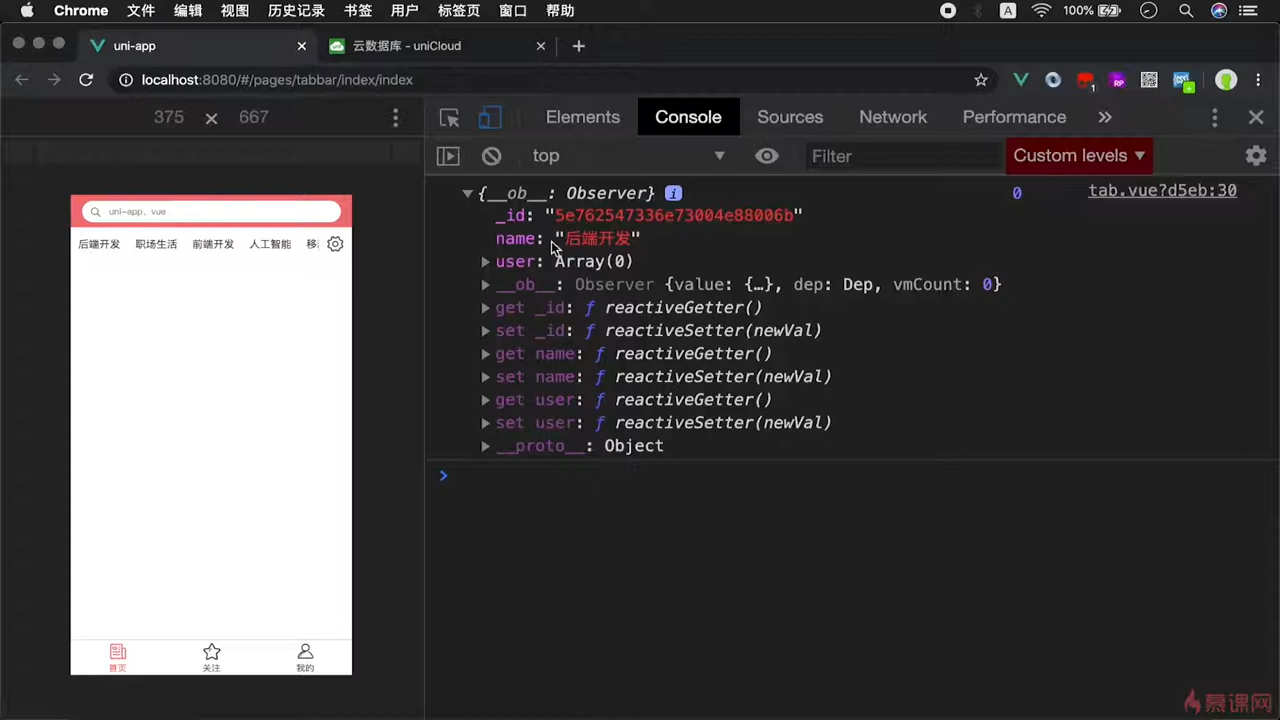 Chrome 文件 编辑 视图 历史记录 书签 用户 标签页 窗口 帮助 A 100%
uni-app 云数据库 - uniCloud
localhost:8080/#/pages/tabbar/index/index
375 667
Elements Console Sources Network Performance
top Filter Custom levels
{__ob__: Observer} i 0 tab.vue?d5eb:30
_id: "5e762547336e73004e88006b"
name: "后端开发"
user: Array(0)
__ob__: Observer {value: {…}, dep: Dep, vmCount: 0}
get _id: ƒ reactiveGetter()
set _id: ƒ reactiveSetter(newVal)
get name: ƒ reactiveGetter()
set name: ƒ reactiveSetter(newVal)
get user: ƒ reactiveGetter()
set user: ƒ reactiveSetter(newVal)
__proto__: Object
uni-app、vue
后端开发 职场生活 前端开发 人工智能 移
首页 关注 我的
慕课网